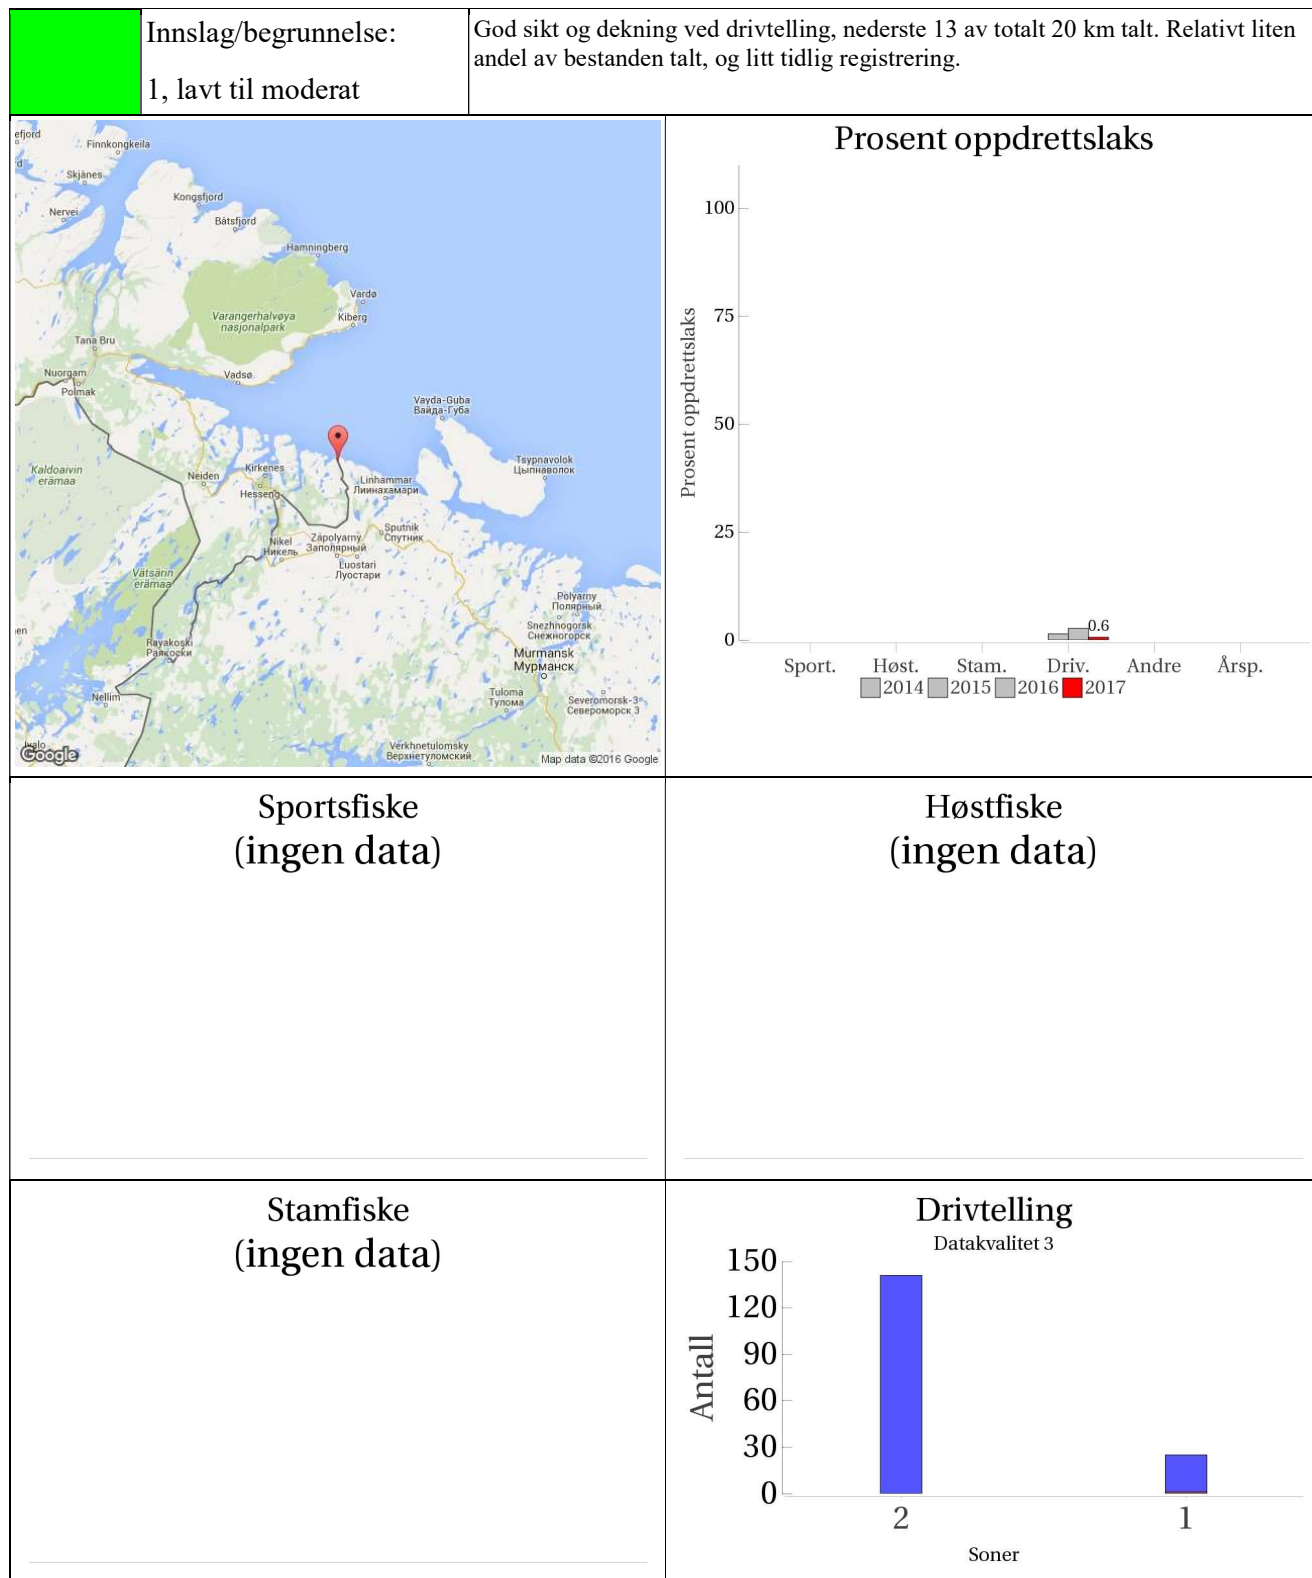 Innslag/begrunnelse:
1, lavt til moderat
God sikt og dekning ved drivtelling, nederste 13 av totalt 20 km talt. Relativt liten
andel av bestanden talt, og litt tidlig registrering.
efjord
Finnkongkeila
rd
Skjånes
Nervei
Kongsfjord
Båtsfjord
Hamningberg
Vardø
Kiberg
Varangerhalvøya
nasjonalpark
Tana Bru
Vadsø
Nuorgam
Polmak
Vayda-Guba
Вайда-Губа
Kaldoaivin
erämaa
Neiden
Kirkenes
Hesseng
Linhammar
Лиинахамари
Tsypnavolok
Цыпнаволок
Nikel
Никель
Zapolyarny
Заполярный
Sputnik
Спутник
Luostari
Луостари
Vätsärin
erämaa
Polyarny
Полярный
Snezhnogorsk
Снежногорск
en
Rayakoski
Раякоски
Murmansk
Мурманск
Nellim
Tuloma
Тулома
Severomorsk-3
Североморск 3
Ivalo
Verkhnetulomsky
Верхнетуломский
Google
Map data ©2016 Google
Prosent oppdrettslaks
Prosent oppdrettslaks
100
75
50
25
0
0.6
Sport. Høst. Stam. Driv. Andre Årsp.
2014 2015 2016 2017
Sportsfiske
(ingen data)
Høstfiske
(ingen data)
Stamfiske
(ingen data)
Drivtelling
Datakvalitet 3
Antall
150
120
90
60
30
0
2 1
Soner